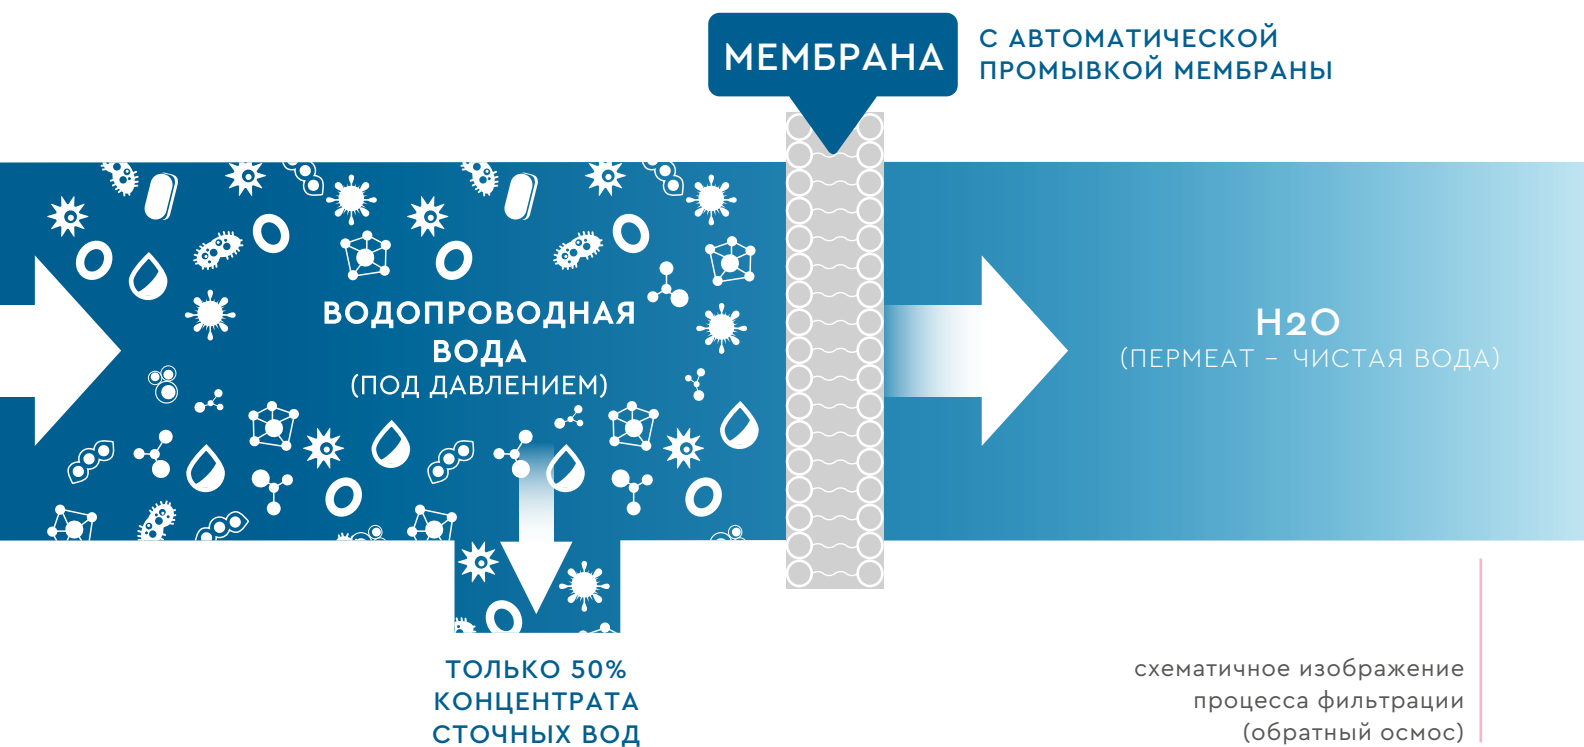 МЕМБРАНА
С АВТОМАТИЧЕСКОЙ
ПРОМЫВКОЙ МЕМБРАНЫ
ВОДОПРОВОДНАЯ
ВОДА
(ПОД ДАВЛЕНИЕМ)
H2O
(ПЕРМЕАТ – ЧИСТАЯ ВОДА)
ТОЛЬКО 50%
КОНЦЕНТРАТА
СТОЧНЫХ ВОД
схематичное изображение
процесса фильтрации
(обратный осмос)